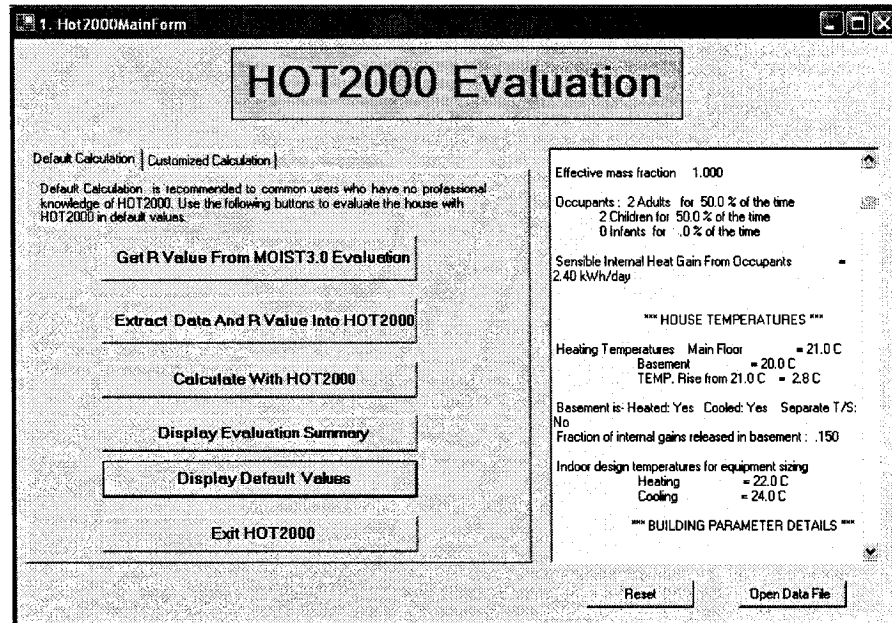 1. Hot2000MainForm
HOT2000 Evaluation
Default Calculation
Customized Calculation
Default Calculation is recommended to common users who have no professional
knowledge of HOT2000. Use the following buttons to evaluate the house with
HOT2000 in default values.
Get R Value From MOIST3.0 Evaluation
Extract Data And R Value Into HOT2000
Calculate With HOT2000
Display Evaluation Summary
Display Default Values
Exit HOT2000
Effective mass fraction 1.000
Occupants : 2 Adults for 50.0 % of the time
2 Children for 50.0 % of the time
0 Infants for .0 % of the time
Sensible Internal Heat Gain From Occupants =
2.40 kWh/day
*** HOUSE TEMPERATURES ***
Heating Temperatures Main Floor = 21.0 C
Basement = 20.0 C
TEMP. Rise from 21.0 C = 2.8 C
Basement is- Heated: Yes Cooled: Yes Separate T/S:
No
Fraction of internal gains released in basement : .150
Indoor design temperatures for equipment sizing
Heating = 22.0 C
Cooling = 24.0 C
*** BUILDING PARAMETER DETAILS ***
Reset
Open Data File